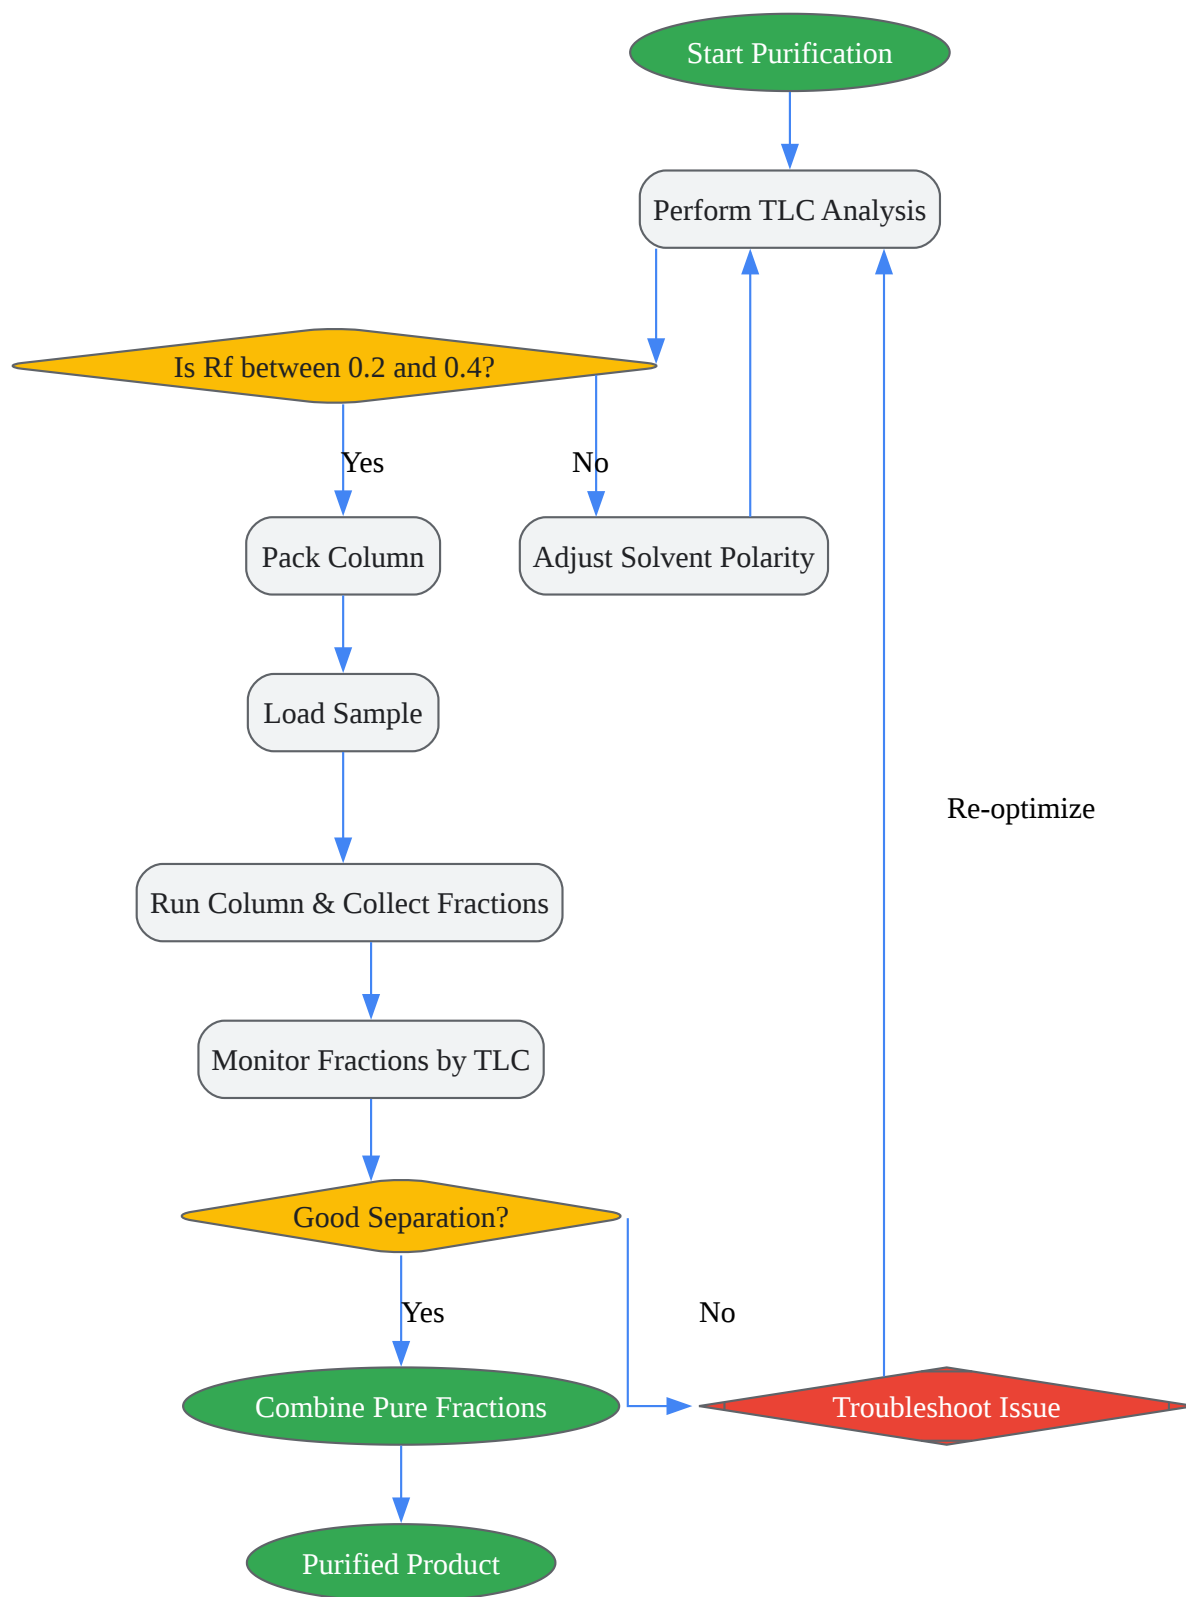 Start Purification
Perform TLC Analysis
Is Rf between 0.2 and 0.4?
Yes
No
Pack Column
Adjust Solvent Polarity
Load Sample
Re-optimize
Run Column & Collect Fractions
Monitor Fractions by TLC
Good Separation?
Yes
No
Combine Pure Fractions
Troubleshoot Issue
Purified Product